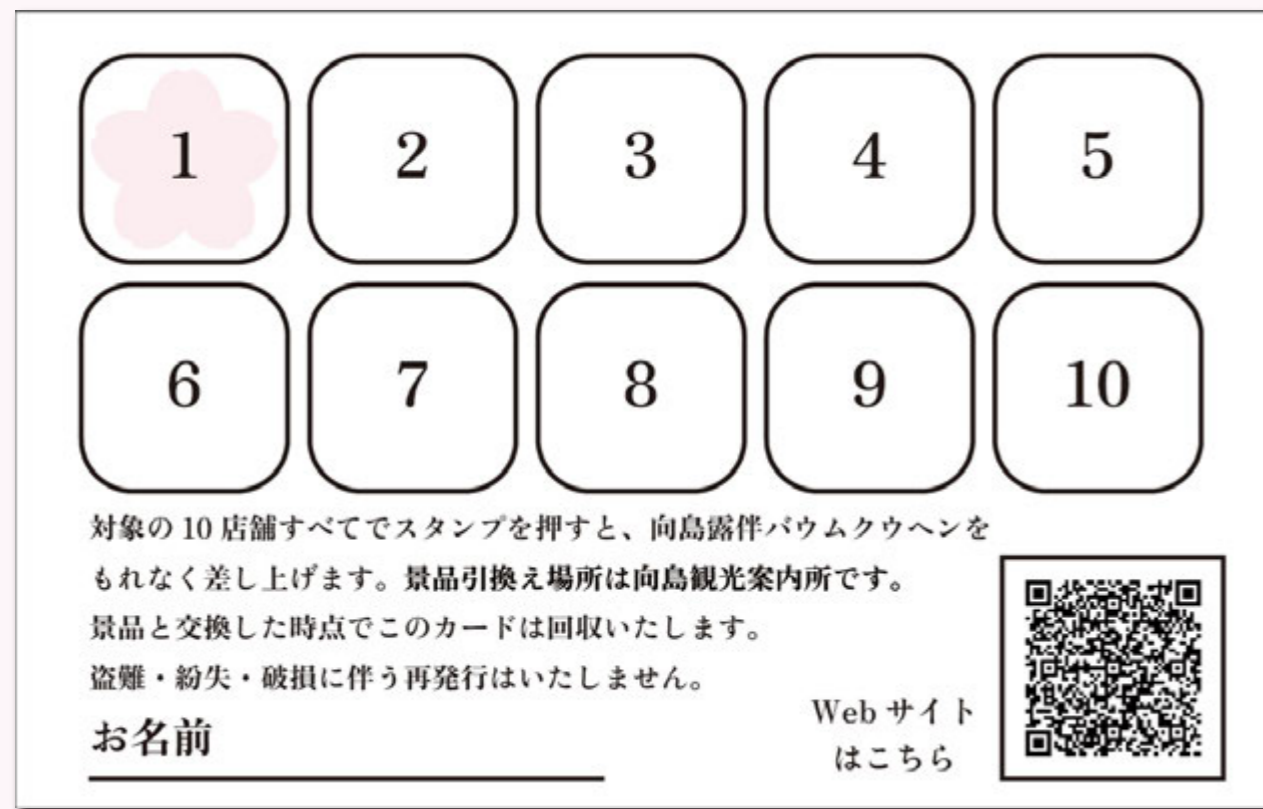 1 2 3 4 5
6 7 8 9 10
対象の 10 店舗すべてでスタンプを押すと、向島露伴バウムクウヘンを
もれなく差し上げます。景品引換え場所は向島観光案内所です。
景品と交換した時点でこのカードは回収いたします。
盗難・紛失・破損に伴う再発行はいたしません。
お名前
Web サイト
はこちら